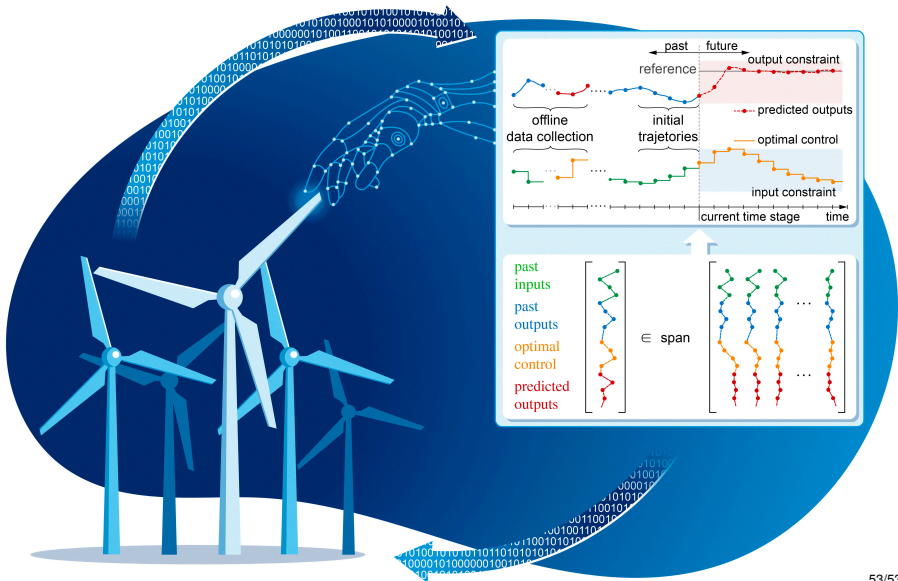 past future
output constraint
reference
predicted outputs
offline
data collection
initial
trajectories
optimal control
input constraint
current time stage time
past
inputs
past
outputs
optimal
control
predicted
outputs
∈ span